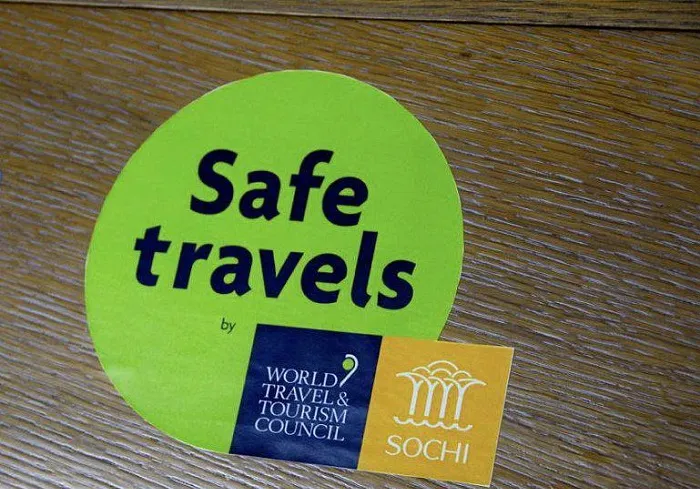 Safe
travels
by
WORLD
TRAVEL &
TOURISM
COUNCIL
SOCHI